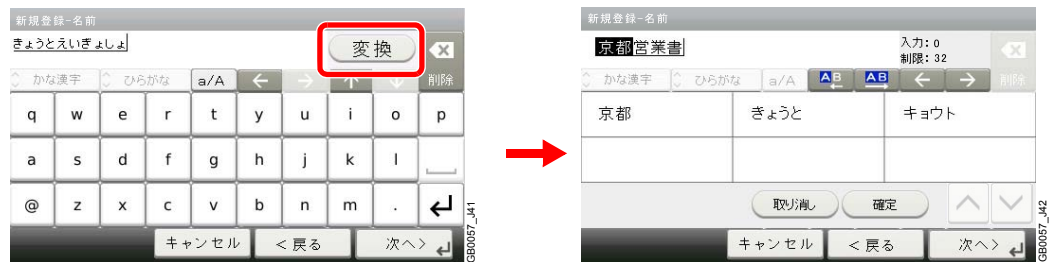 新規登録-名前
きょうとえいぎょしょ
変換
かな漢字 ひらがな a/A ← → ↑ ↓ 削除
q w e r t y u i o p
a s d f g h j k l
@ z x c v b n m .
キャンセル <戻る 次へ>
GB0057_J41
新規登録-名前
京都営業書
入力: 0
制限: 32
かな漢字 ひらがな a/A AB AB ← → 削除
京都 きょうと キョウト
取り消し 確定
キャンセル <戻る 次へ>
GB0057_J42